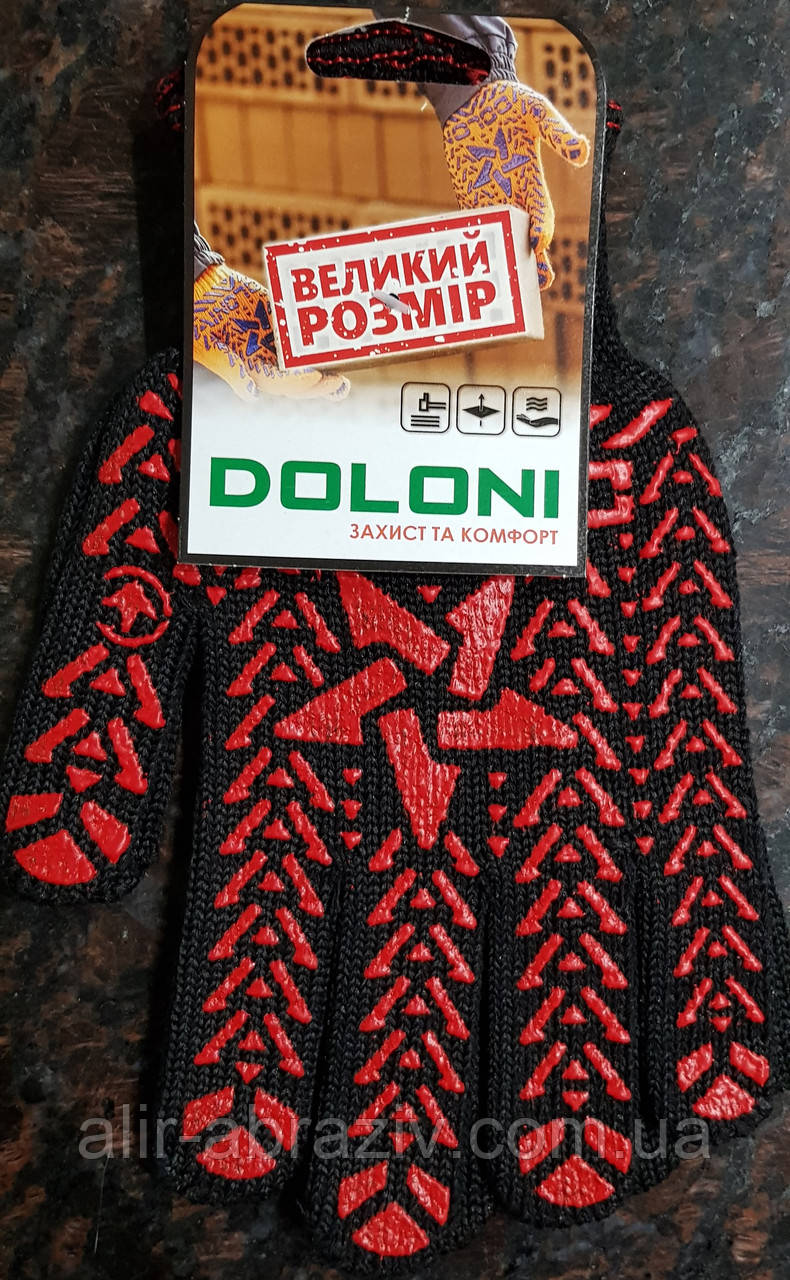 ВЕЛИКИЙ
РОЗМІР
DOLONI
ЗАХИСТ ТА КОМФОРТ
alir-abraziv.com.ua